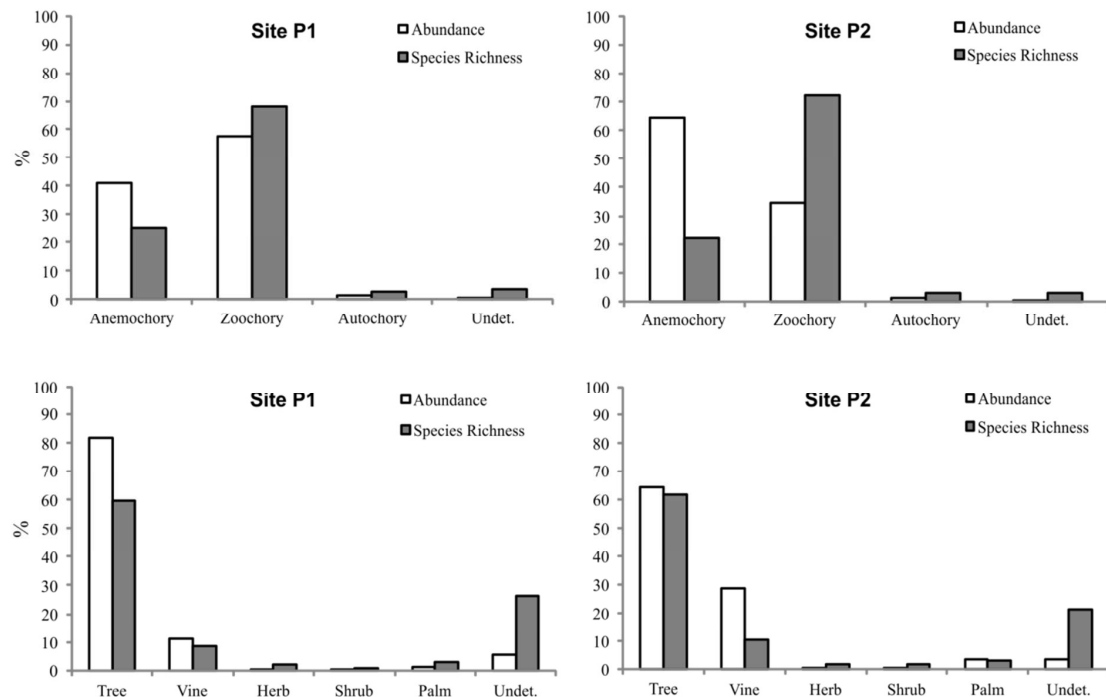 Site P1
Abundance
Species Richness
100
90
80
70
60
50
40
30
20
10
0
%
Anemochory Zoochory Autochory Undet.
Site P2
Abundance
Species Richness
100
90
80
70
60
50
40
30
20
10
0
Anemochory Zoochory Autochory Undet.
Site P1
Abundance
Species Richness
100
90
80
70
60
50
40
30
20
10
0
%
Tree Vine Herb Shrub Palm Undet.
Site P2
Abundance
Species Richness
100
90
80
70
60
50
40
30
20
10
0
Tree Vine Herb Shrub Palm Undet.